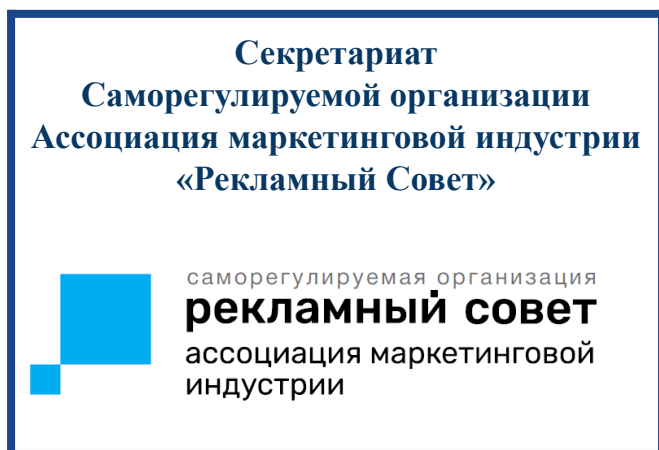 Секретариат
Саморегулируемой организации
Ассоциация маркетинговой индустрии
«Рекламный Совет»
саморегулируемая организация
рекламный совет
ассоциация маркетинговой
индустрии